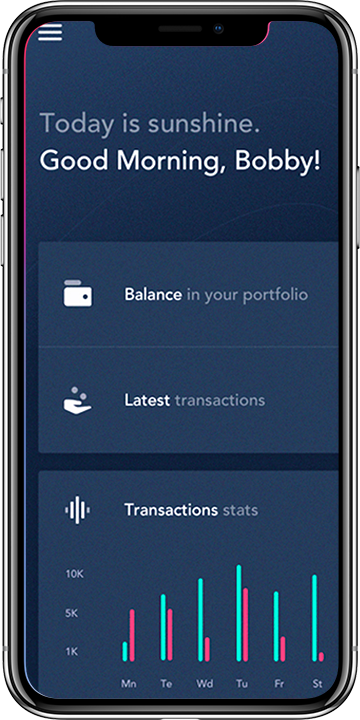 Today is sunshine.
Good Morning, Bobby!
Balance in your portfolio
Latest transactions
Transactions stats
10K
5K
1K
Mn Te Wd Tu Fr St